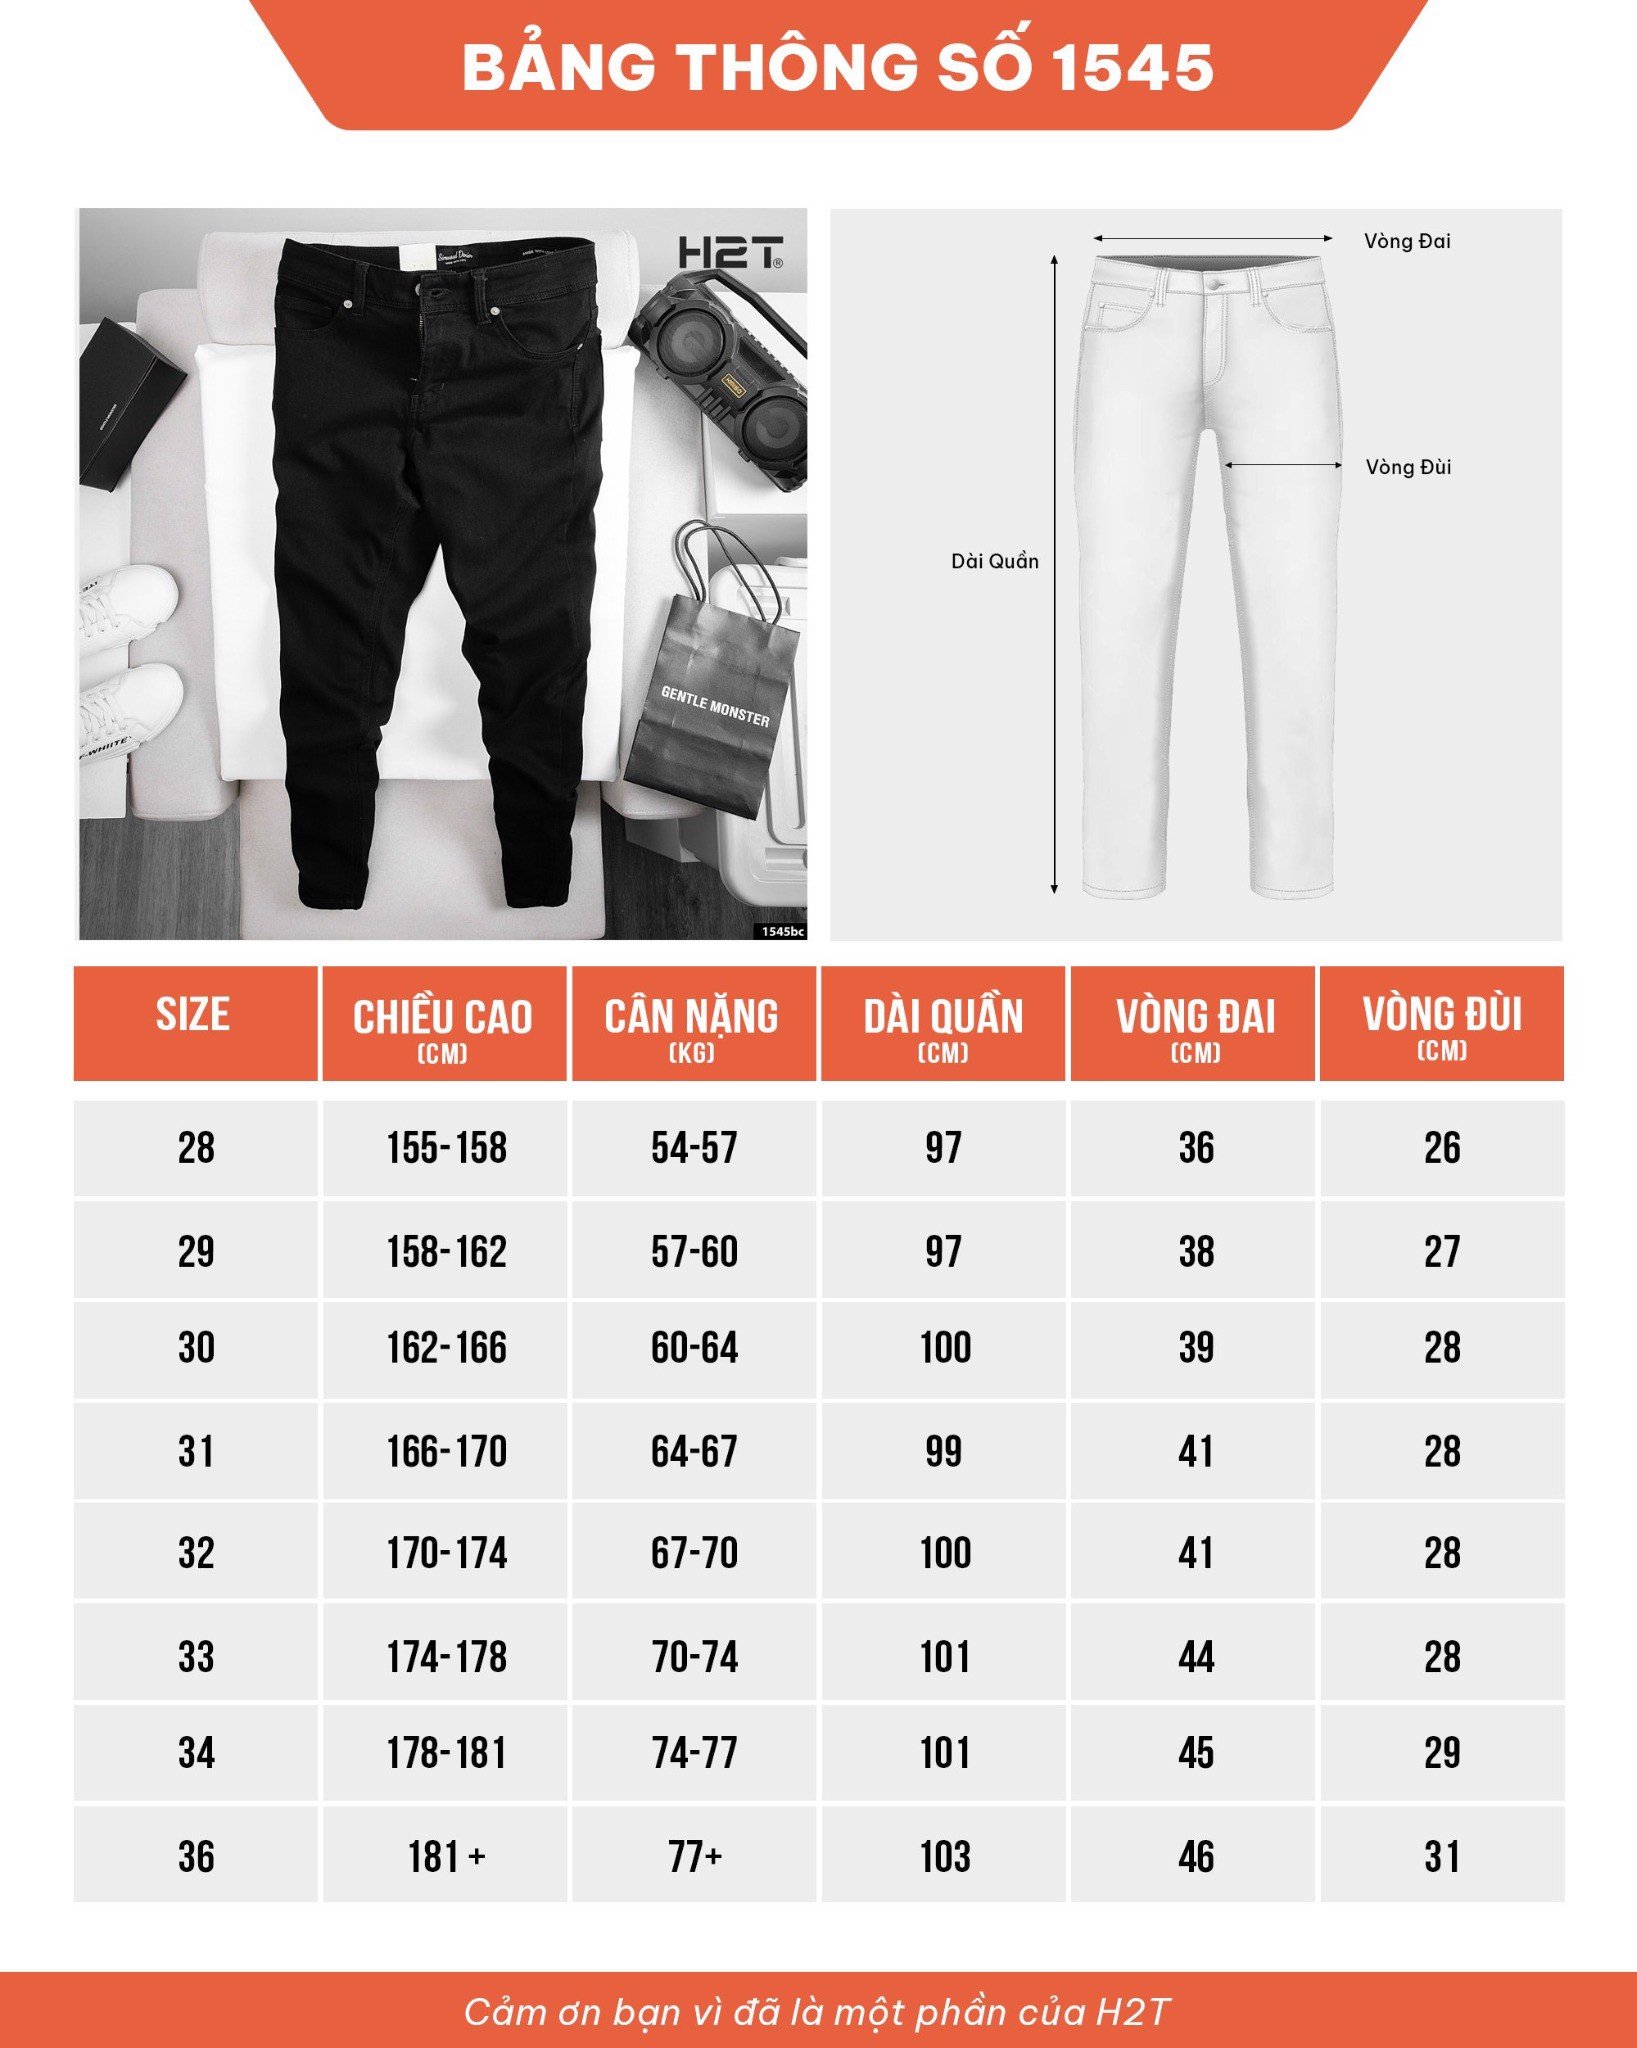 BẢNG THÔNG SỐ 1545
H2T®
Vòng Đai
Vòng Đùi
Dài Quần
GENTLE MONSTER
1545bc
SIZE CHIỀU CAO (CM) CÂN NẶNG (KG) DÀI QUẦN (CM) VÒNG ĐAI (CM) VÒNG ĐÙI (CM)
28 155-158 54-57 97 36 26
29 158-162 57-60 97 38 27
30 162-166 60-64 100 39 28
31 166-170 64-67 99 41 28
32 170-174 67-70 100 41 28
33 174-178 70-74 101 44 28
34 178-181 74-77 101 45 29
36 181 + 77+ 103 46 31
Cảm ơn bạn vì đã là một phần của H2T